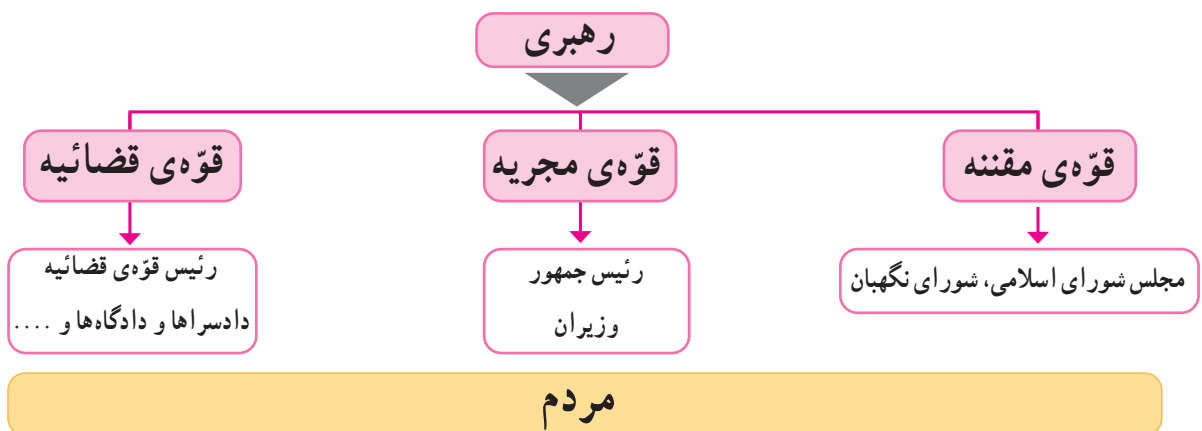 رهبری
قوّه‌ی مقننه
قوّه‌ی مجریه
قوّه‌ی قضائیه
مجلس شورای اسلامی، شورای نگهبان
رئیس جمهور
وزیران
رئیس قوّه‌ی قضائیه
دادسراها و دادگاه‌ها و ....
مردم